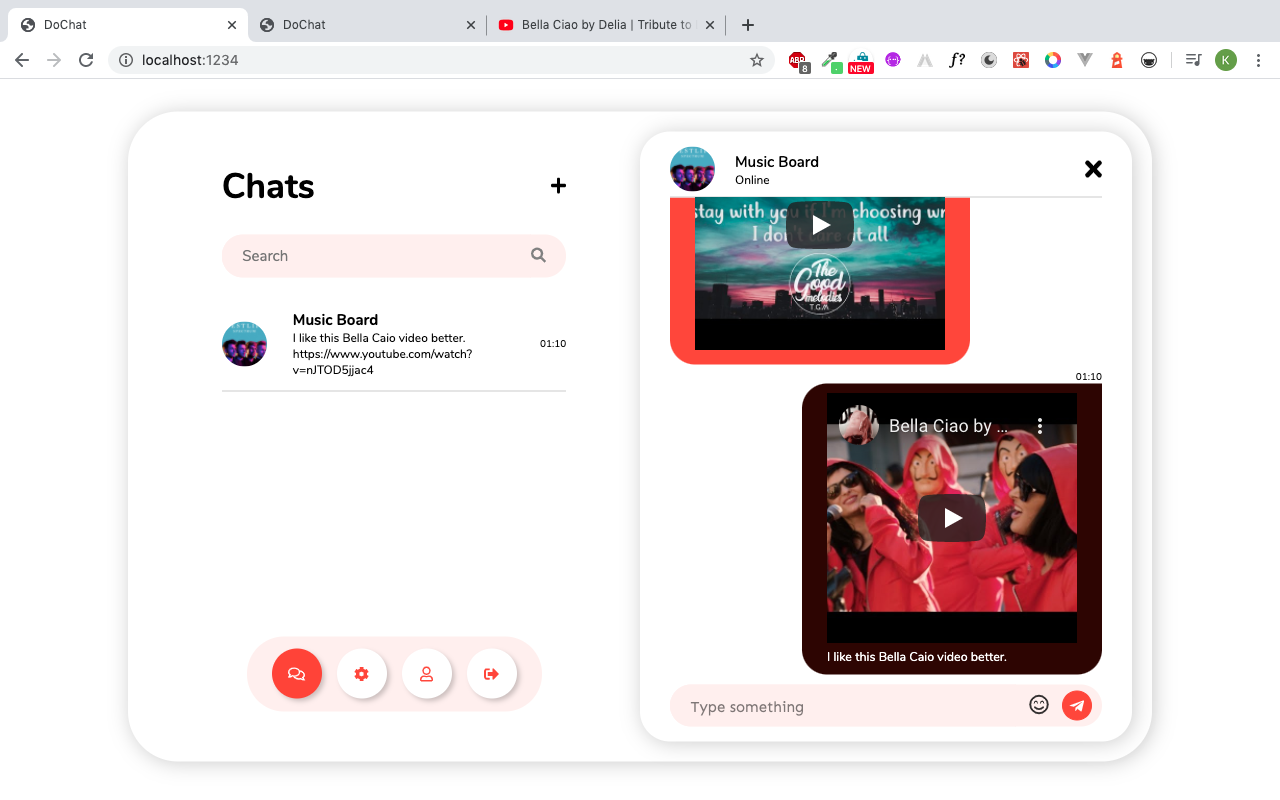 DoChat
DoChat
Bella Ciao by Delia | Tribute to
localhost:1234
ABP
8
NEW
f?
K
Chats
Search
Music Board
I like this Bella Caio video better.
https://www.youtube.com/watch?
v=nJTOD5jjac4
01:10
Music Board
Online
stay with you if I'm choosing wr
I don't care at all
The
Good
melodies
T.G.M
01:10
Bella Ciao by ...
I like this Bella Caio video better.
Type something